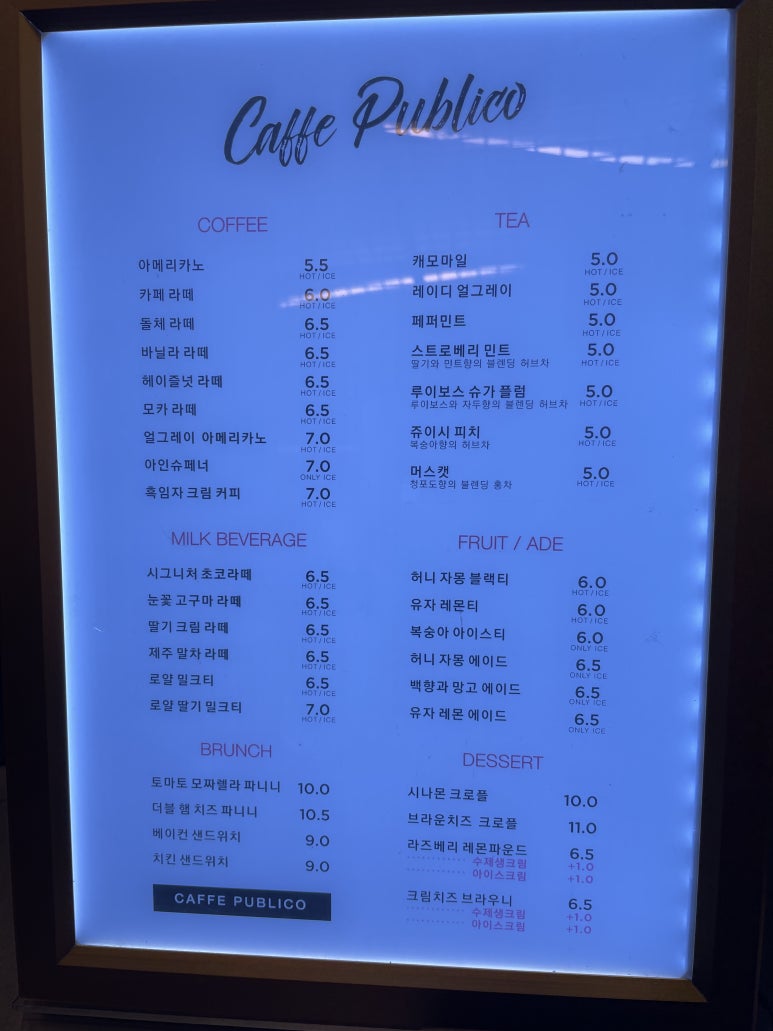 Caffe Publico
COFFEE
아메리카노 5.5
HOT / ICE
카페 라떼 6.0
HOT / ICE
돌체 라떼 6.5
HOT / ICE
바닐라 라떼 6.5
HOT / ICE
헤이즐넛 라떼 6.5
HOT / ICE
모카 라떼 6.5
HOT / ICE
얼그레이 아메리카노 7.0
HOT / ICE
아인슈페너 7.0
ONLY ICE
흑임자 크림 커피 7.0
HOT / ICE
TEA
캐모마일 5.0
HOT / ICE
레이디 얼그레이 5.0
HOT / ICE
페퍼민트 5.0
HOT / ICE
스트로베리 민트 5.0
딸기와 민트향의 블렌딩 허브차 HOT / ICE
루이보스 슈가 플럼 5.0
루이보스와 자두향의 블렌딩 허브차 HOT / ICE
쥬이시 피치 5.0
복숭아향의 허브차 HOT / ICE
머스캣 5.0
청포도향의 블렌딩 홍차 HOT / ICE
MILK BEVERAGE
시그니처 초코라떼 6.5
HOT / ICE
눈꽃 고구마 라떼 6.5
HOT / ICE
딸기 크림 라떼 6.5
HOT / ICE
제주 말차 라떼 6.5
HOT / ICE
로얄 밀크티 6.5
HOT / ICE
로얄 딸기 밀크티 7.0
HOT / ICE
FRUIT / ADE
허니 자몽 블랙티 6.0
HOT / ICE
유자 레몬티 6.0
HOT / ICE
복숭아 아이스티 6.0
ONLY ICE
허니 자몽 에이드 6.5
ONLY ICE
백향과 망고 에이드 6.5
ONLY ICE
유자 레몬 에이드 6.5
ONLY ICE
BRUNCH
토마토 모짜렐라 파니니 10.0
더블 햄 치즈 파니니 10.5
베이컨 샌드위치 9.0
치킨 샌드위치 9.0
CAFFE PUBLICO
DESSERT
시나몬 크로플 10.0
브라운치즈 크로플 11.0
라즈베리 레몬파운드 6.5
············ 수제생크림 +1.0
············ 아이스크림 +1.0
크림치즈 브라우니 6.5
············ 수제생크림 +1.0
············ 아이스크림 +1.0